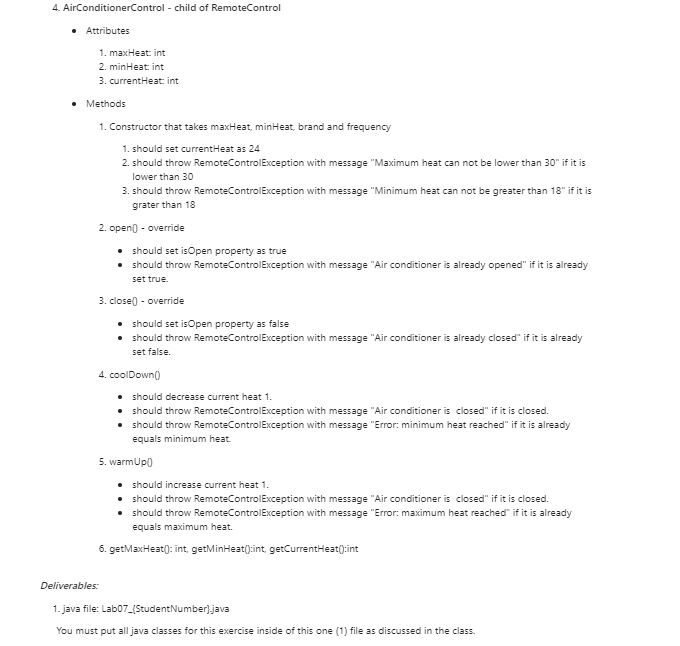 4. AirConditionerControl - child of RemoteControl
• Attributes
1. maxHeat: int
2. minHeat: int
3. currentHeat: int
• Methods
1. Constructor that takes maxHeat, minHeat, brand and frequency
1. should set currentHeat as 24
2. should throw RemoteControlException with message "Maximum heat can not be lower than 30" if it is
lower than 30
3. should throw RemoteControlException with message "Minimum heat can not be greater than 18" if it is
grater than 18
2. open() - override
• should set isOpen property as true
• should throw RemoteControlException with message "Air conditioner is already opened" if it is already
set true.
3. close() - override
• should set isOpen property as false
• should throw RemoteControlException with message "Air conditioner is already closed" if it is already
set false.
4. coolDown()
• should decrease current heat 1.
• should throw RemoteControlException with message "Air conditioner is  closed" if it is closed.
• should throw RemoteControlException with message "Error: minimum heat reached" if it is already
equals minimum heat.
5. warmUp()
• should increase current heat 1.
• should throw RemoteControlException with message "Air conditioner is  closed" if it is closed.
• should throw RemoteControlException with message "Error: maximum heat reached" if it is already
equals maximum heat.
6. getMaxHeat(): int, getMinHeat():int, getCurrentHeat():int
Deliverables:
1. java file: Lab07_{StudentNumber}.java
You must put all java classes for this exercise inside of this one (1) file as discussed in the class.